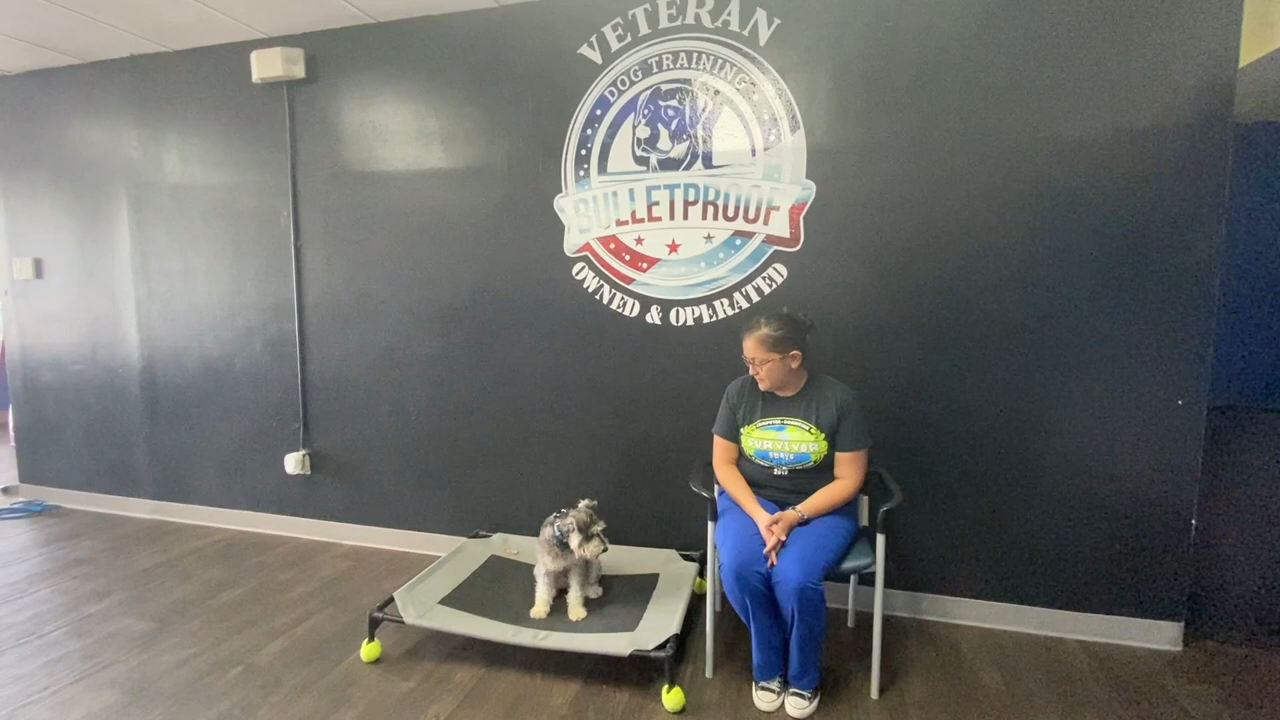 VETERAN
DOG TRAINING
BULLETPROOF
OWNED & OPERATED
SURVIVOR